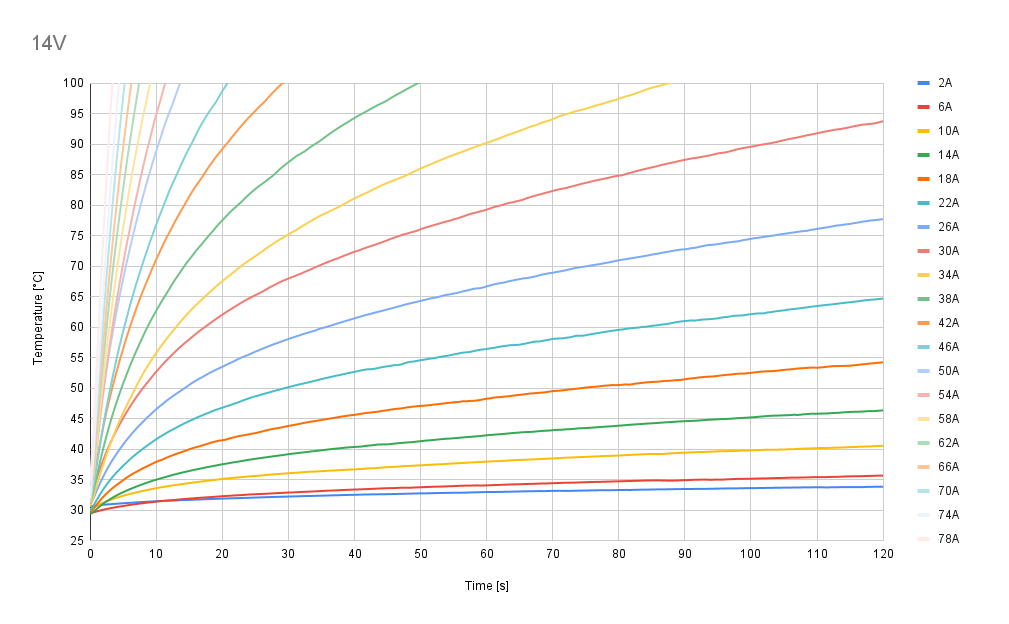 14V
100
95
90
85
80
75
70
65
60
55
50
45
40
35
30
25
Temperature [°C]
0 10 20 30 40 50 60 70 80 90 100 110 120
Time [s]
2A
6A
10A
14A
18A
22A
26A
30A
34A
38A
42A
46A
50A
54A
58A
62A
66A
70A
74A
78A